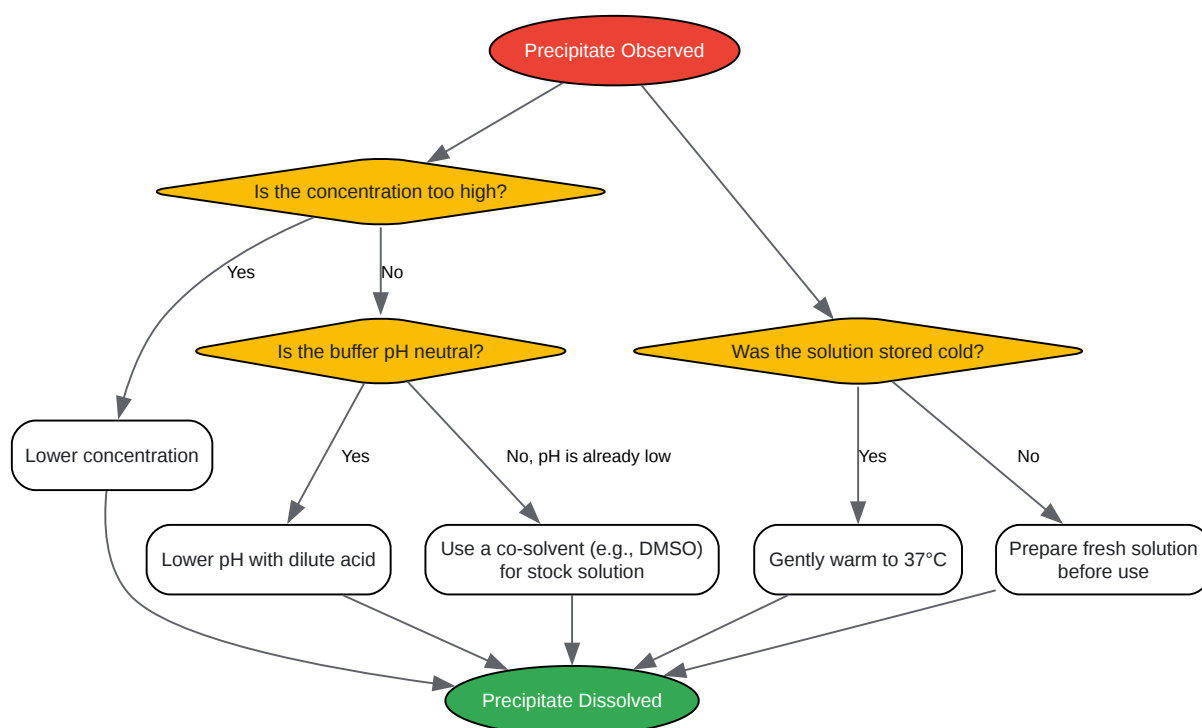 Precipitate Observed
Is the concentration too high?
Yes
No
Is the buffer pH neutral?
Was the solution stored cold?
Lower concentration
Yes
No, pH is already low
Yes
No
Lower pH with dilute acid
Use a co-solvent (e.g., DMSO)
for stock solution
Gently warm to 37°C
Prepare fresh solution
before use
Precipitate Dissolved